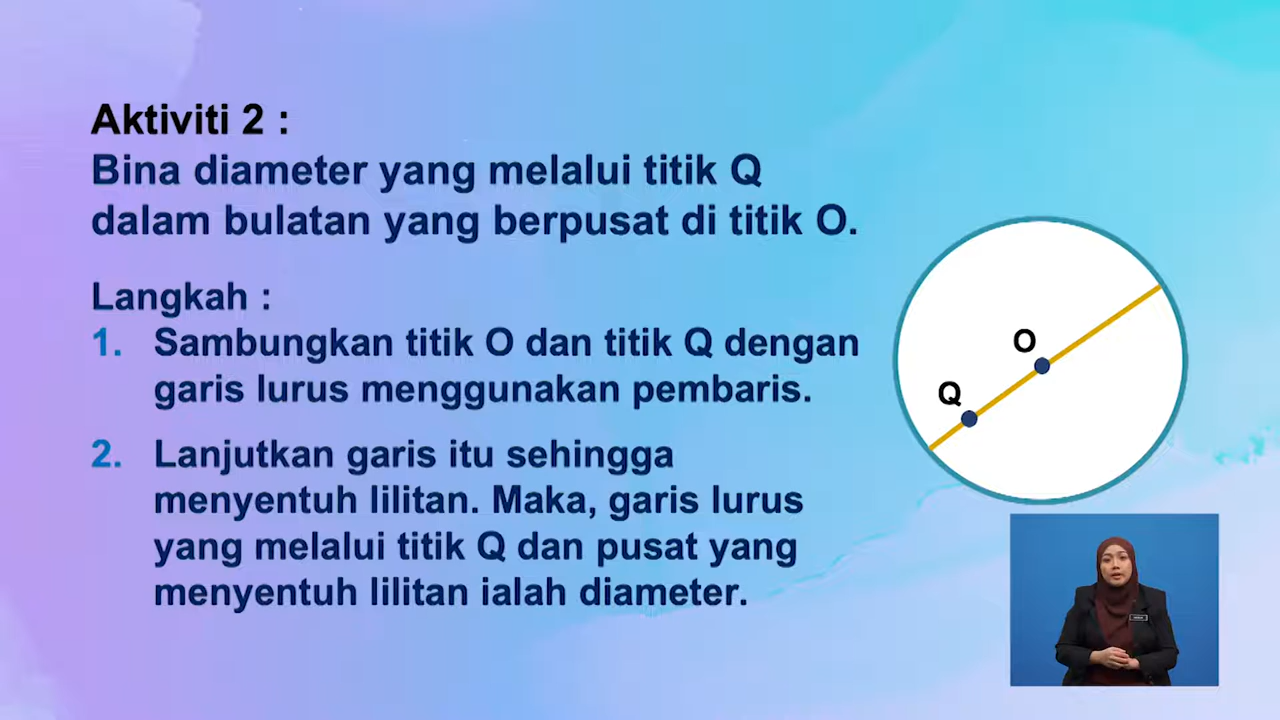 Aktiviti 2 :
Bina diameter yang melalui titik Q
dalam bulatan yang berpusat di titik O.
Langkah :
1. Sambungkan titik O dan titik Q dengan
garis lurus menggunakan pembaris.
2. Lanjutkan garis itu sehingga
menyentuh lilitan. Maka, garis lurus
yang melalui titik Q dan pusat yang
menyentuh lilitan ialah diameter.
O
Q